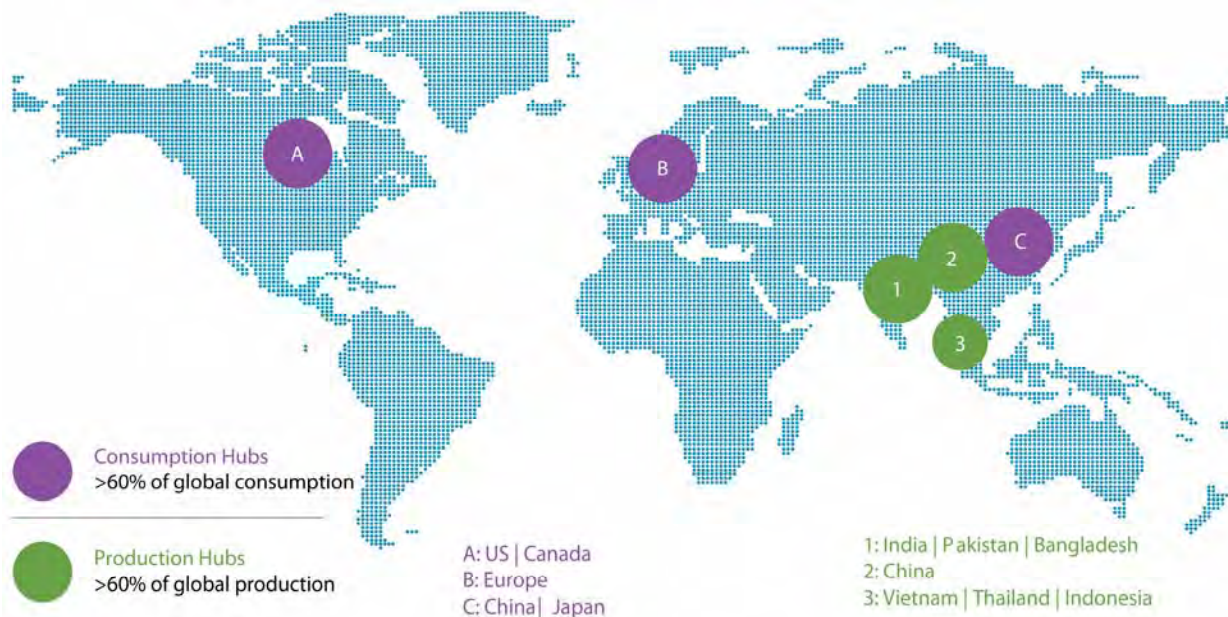 A
B
C
2
1
3
Consumption Hubs
>60% of global consumption
Production Hubs
>60% of global production
A: US | Canada
B: Europe
C: China| Japan
1: India | Pakistan | Bangladesh
2: China
3: Vietnam | Thailand | Indonesia